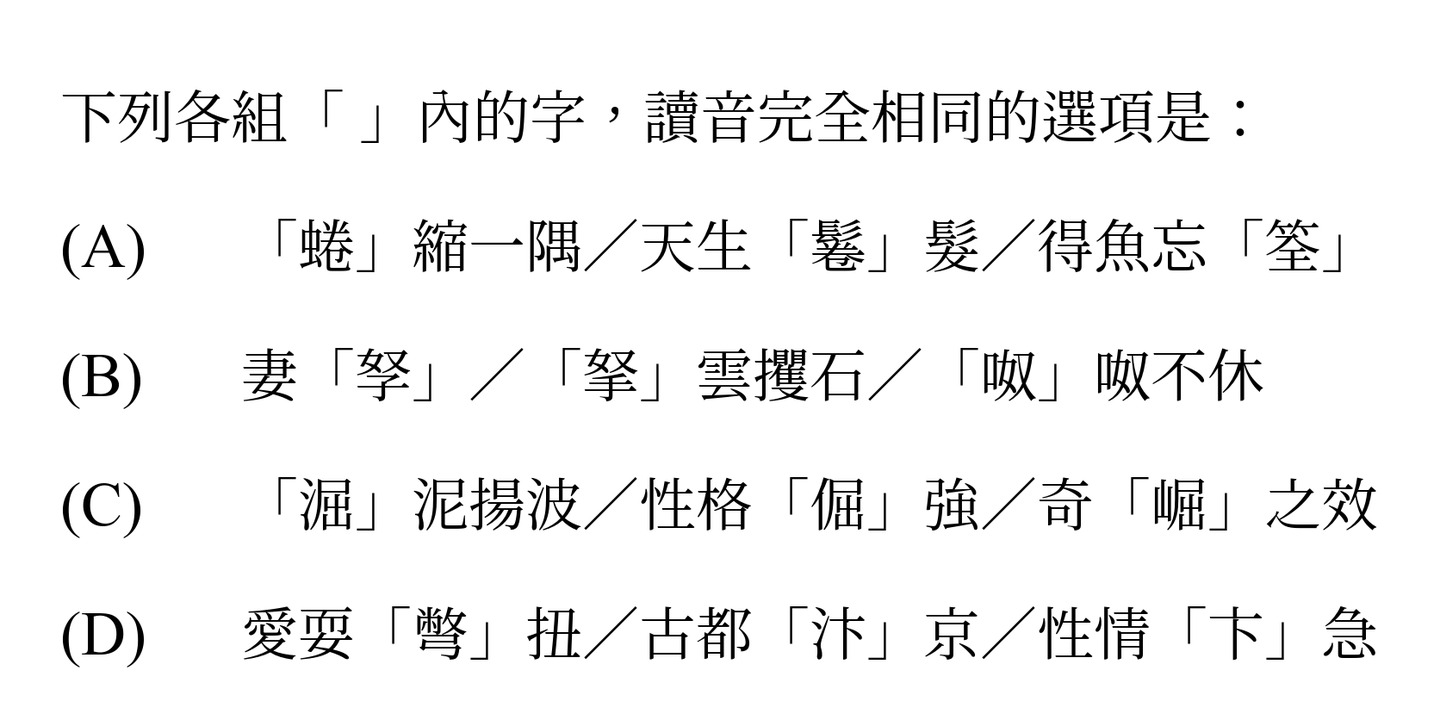 下列各組「 」內的字，讀音完全相同的選項是：
(A) 「蜷」縮一隅／天生「鬈」髮／得魚忘「筌」
(B) 妻「孥」／「拏」雲攫石／「呶」呶不休
(C) 「淈」泥揚波／性格「倔」強／奇「崛」之效
(D) 愛耍「彆」扭／古都「汴」京／性情「卞」急